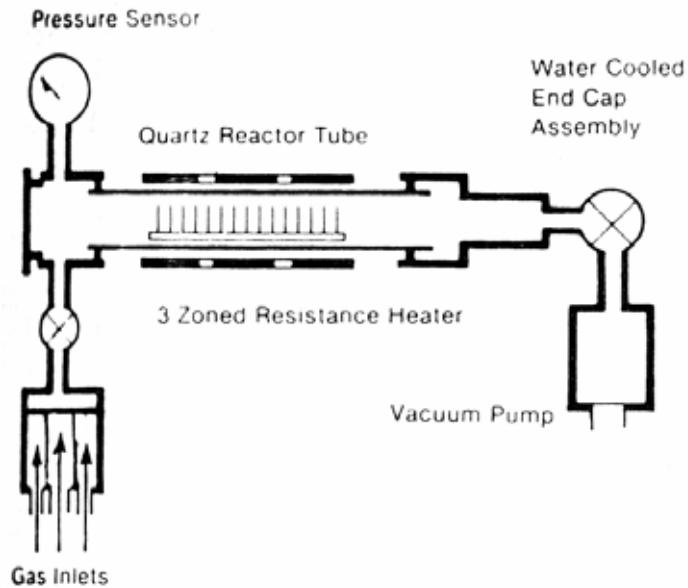 Pressure Sensor
Water Cooled
End Cap
Assembly
Quartz Reactor Tube
3 Zoned Resistance Heater
Vacuum Pump
Gas Inlets